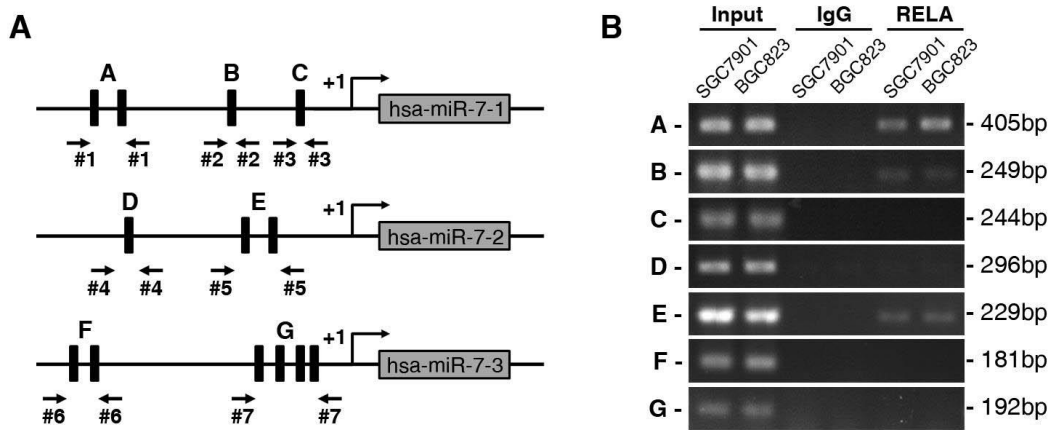 A
A B C +1
hsa-miR-7-1
#1 #1 #2 #2 #3 #3
D E +1
hsa-miR-7-2
#4 #4 #5 #5
F G +1
hsa-miR-7-3
#6 #6 #7 #7
B
Input IgG RELA
SGC7901 BGC823 SGC7901 BGC823 SGC7901 BGC823
A - - 405bp
B - - 249bp
C - - 244bp
D - - 296bp
E - - 229bp
F - - 181bp
G - - 192bp